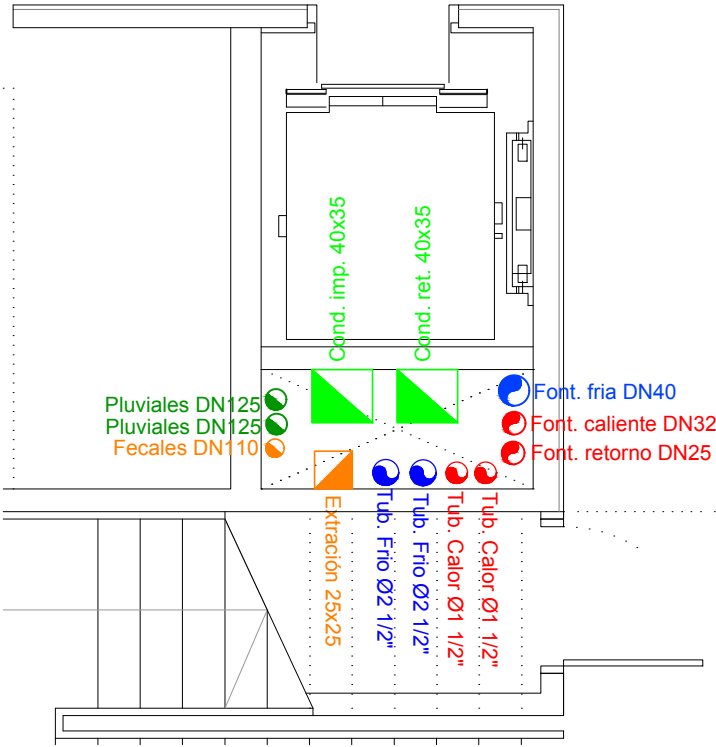 Cond. imp. 40x35
Cond. ret. 40x35
Pluviales DN125
Pluviales DN125
Fecales DN110
Font. fria DN40
Font. caliente DN32
Font. retorno DN25
Extración 25x25
Tub. Frio Ø2 1/2"
Tub. Frio Ø2 1/2"
Tub. Calor Ø1 1/2"
Tub. Calor Ø1 1/2"